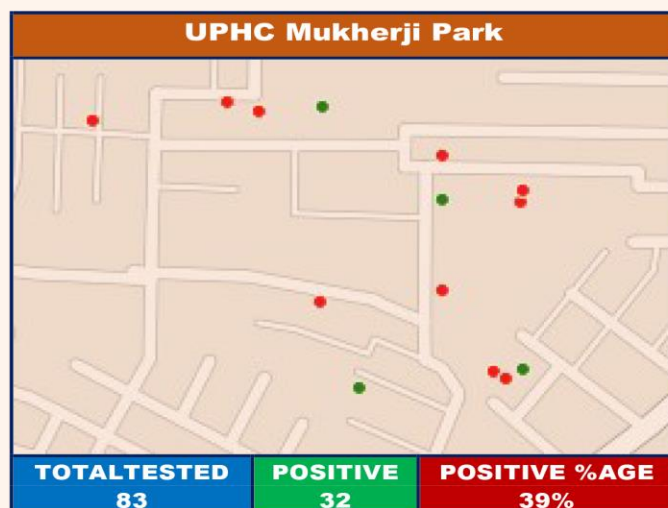 UPHC Mukherji Park
TOTALTESTED POSITIVE POSITIVE %AGE
83 32 39%